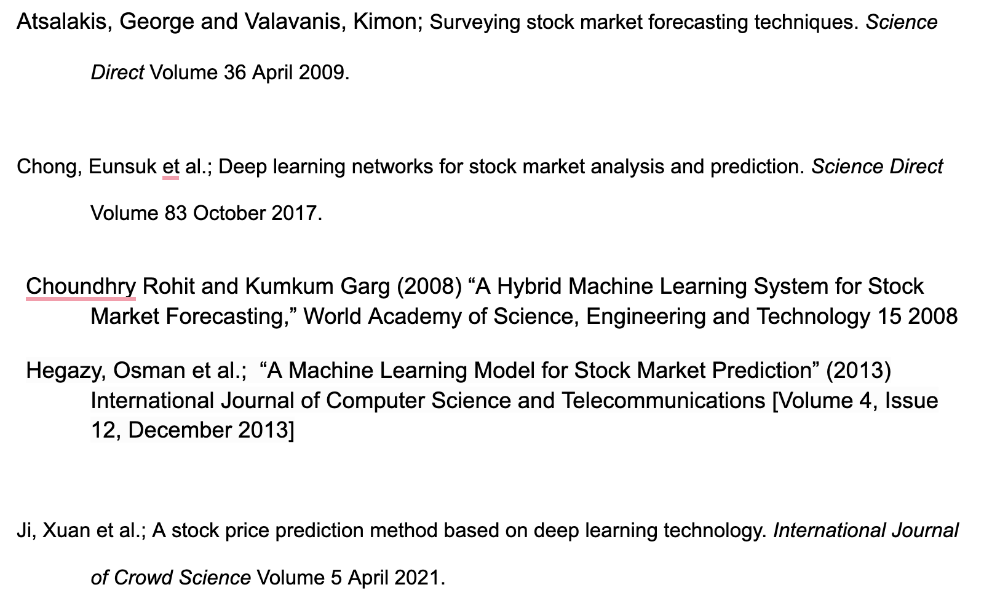 Atsalakis, George and Valavanis, Kimon; Surveying stock market forecasting techniques. Science
Direct Volume 36 April 2009.
Chong, Eunsuk et al.; Deep learning networks for stock market analysis and prediction. Science Direct
Volume 83 October 2017.
Choundhry Rohit and Kumkum Garg (2008) “A Hybrid Machine Learning System for Stock
Market Forecasting,” World Academy of Science, Engineering and Technology 15 2008
Hegazy, Osman et al.;  “A Machine Learning Model for Stock Market Prediction” (2013)
International Journal of Computer Science and Telecommunications [Volume 4, Issue
12, December 2013]
Ji, Xuan et al.; A stock price prediction method based on deep learning technology. International Journal
of Crowd Science Volume 5 April 2021.